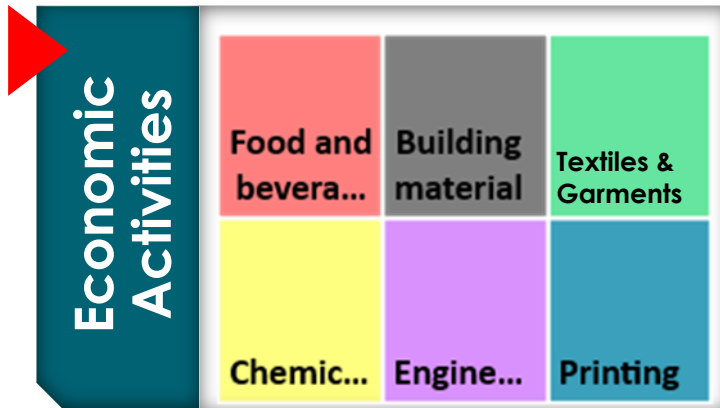 Economic
Activities
Food and
bevera...
Building
material
Textiles &
Garments
Chemic...
Engine...
Printing